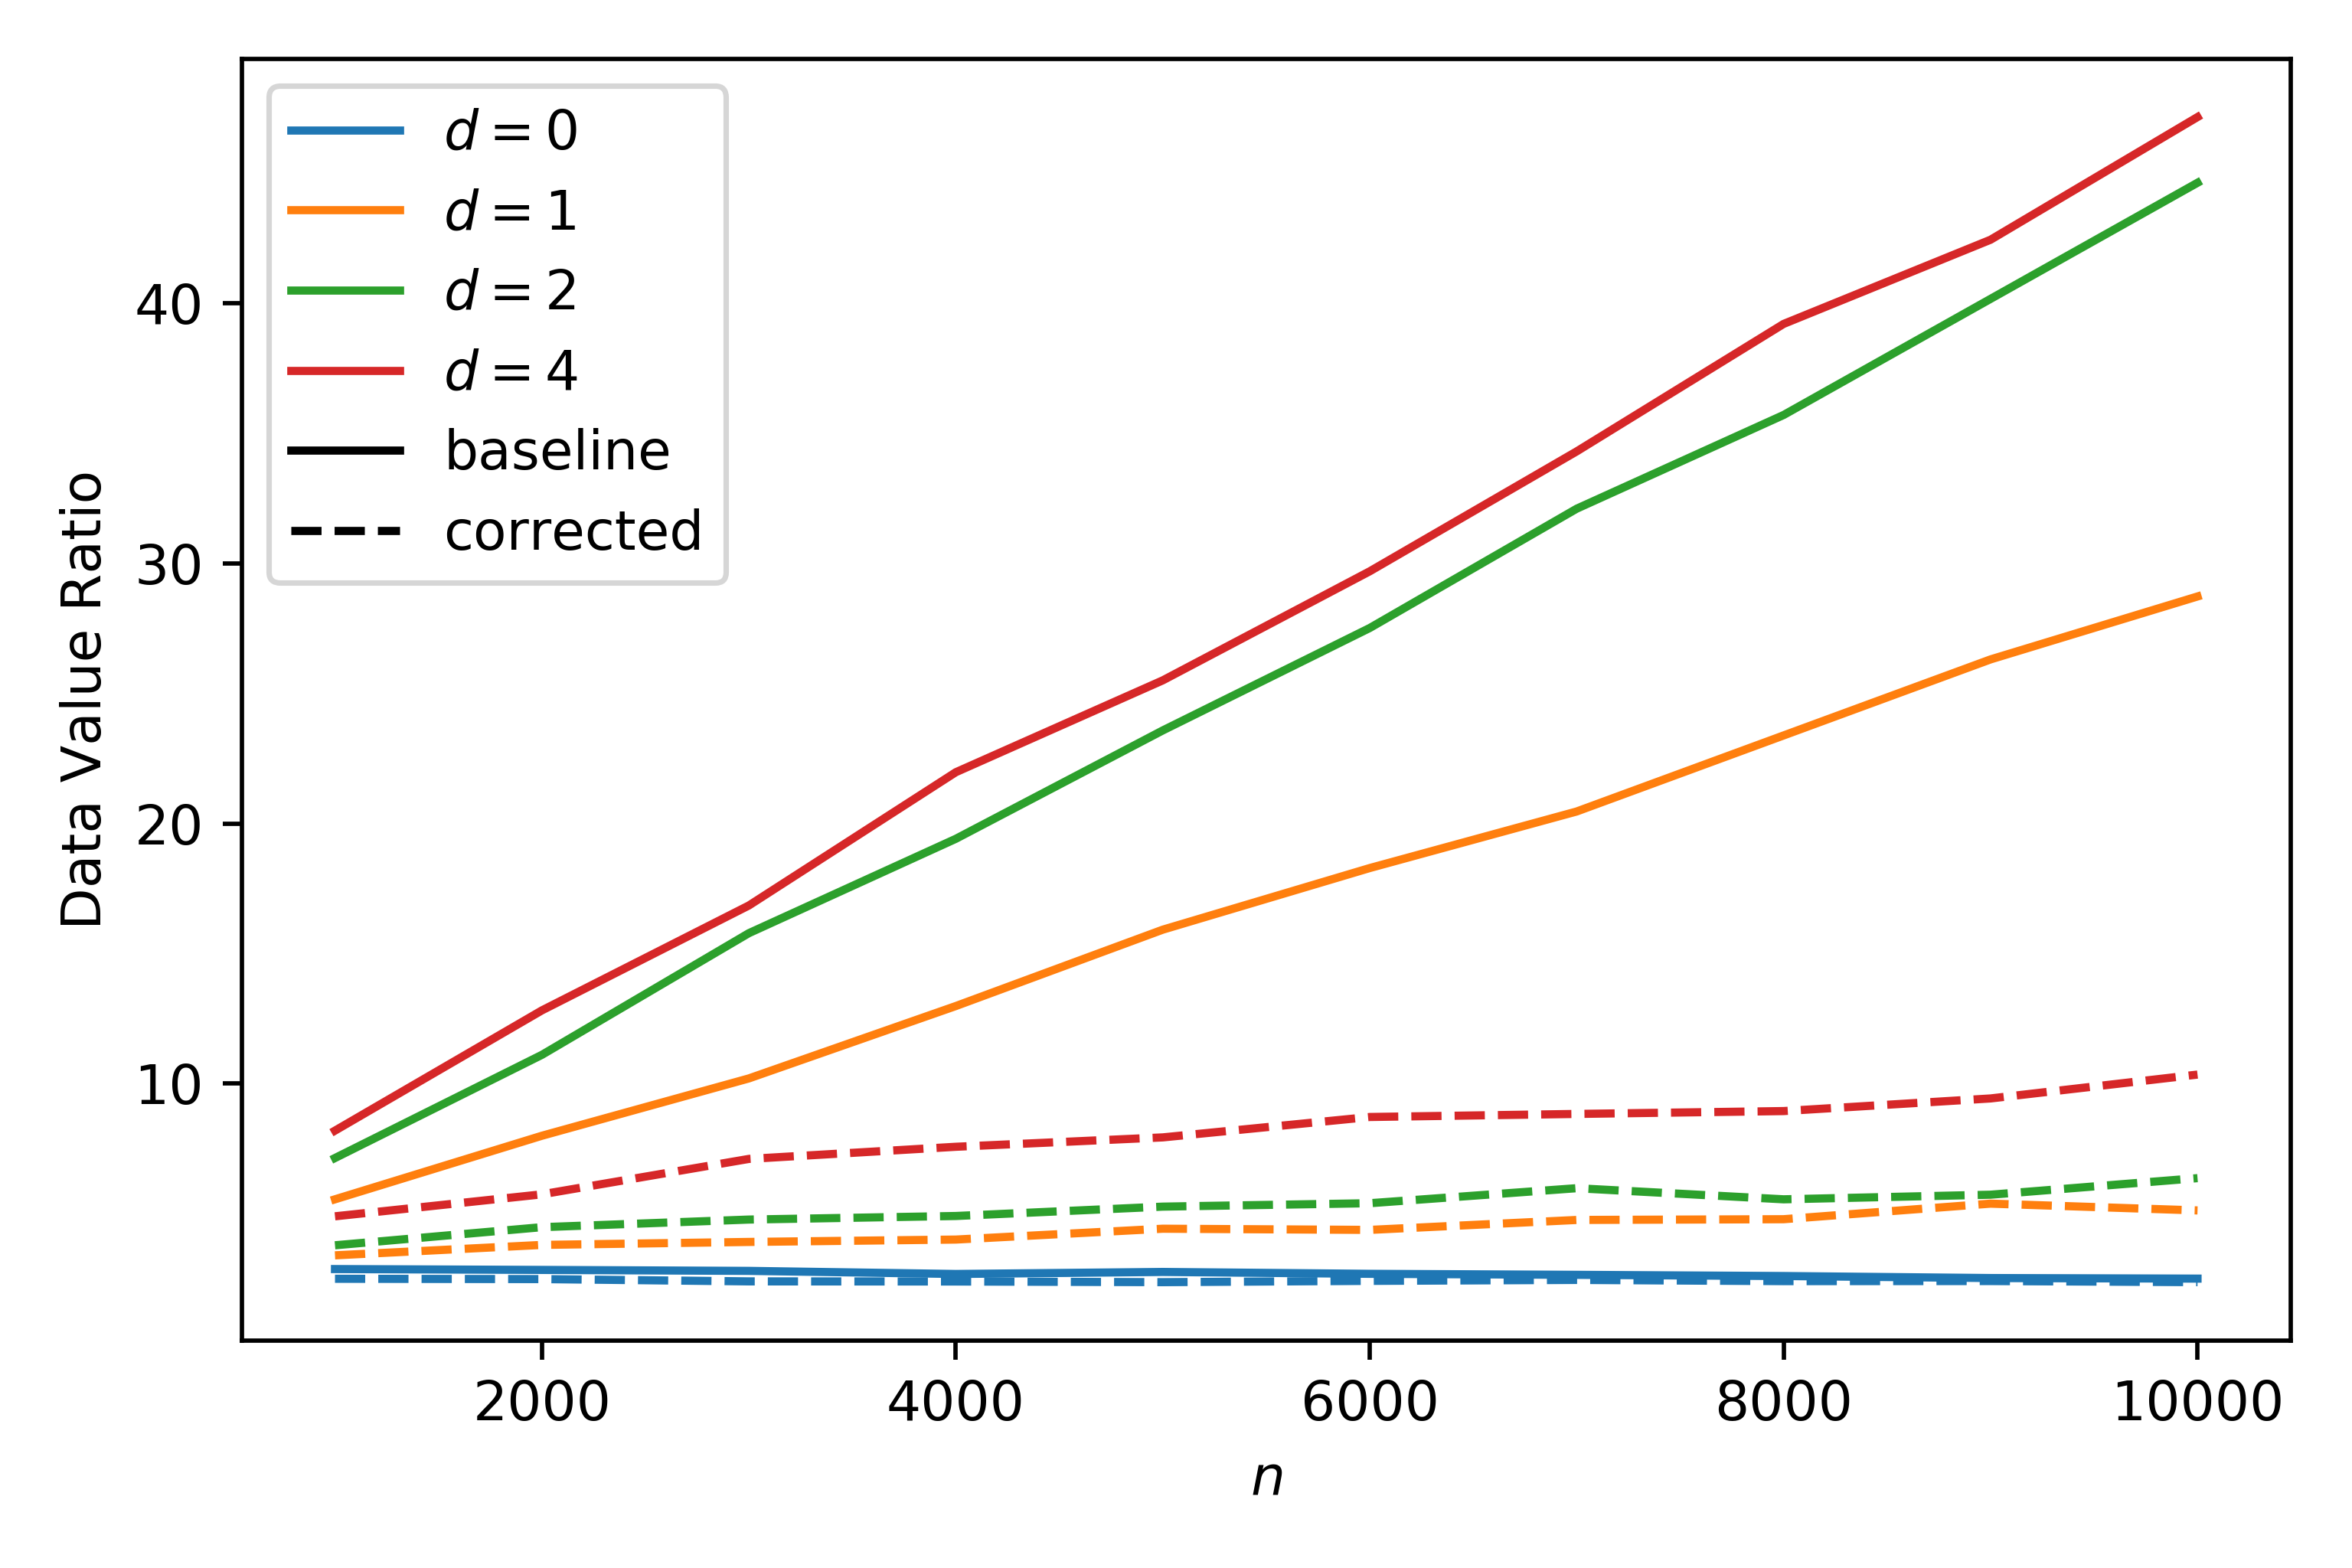 d = 0
d = 1
d = 2
d = 4
baseline
corrected
Data Value Ratio
40
30
20
10
2000 4000 6000 8000 10000
n